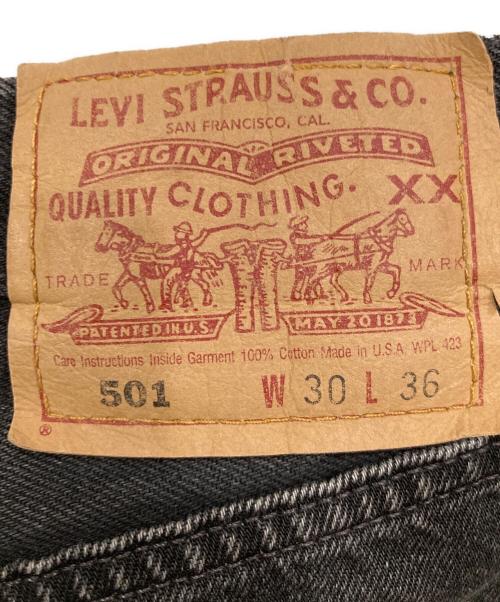 LEVI STRAUSS & CO.
SAN FRANCISCO, CAL.
ORIGINAL RIVETED
QUALITY CLOTHING. XX
TRADE MARK
PATENTED IN U.S. MAY 20 1873
Care Instructions Inside Garment 100% Cotton Made in U.S.A. WPL 423
501 W 30 L 36
®